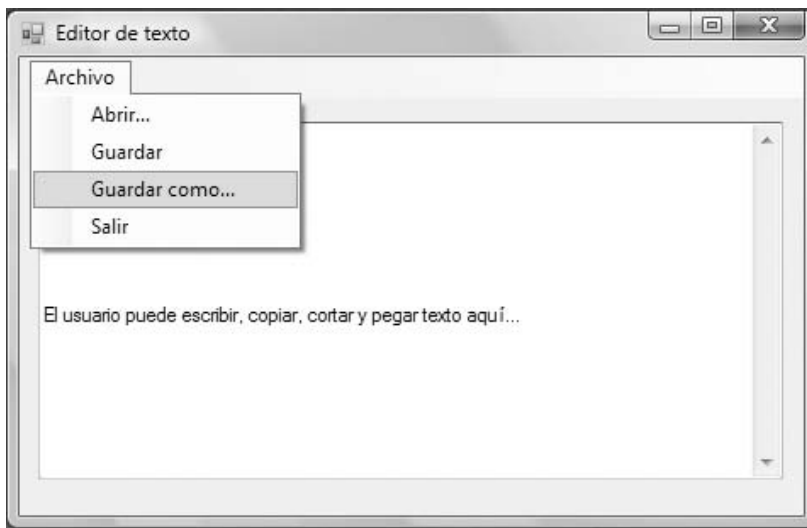 Editor de texto
Archivo
Abrir...
Guardar
Guardar como...
Salir
El usuario puede escribir, copiar, cortar y pegar texto aquí...